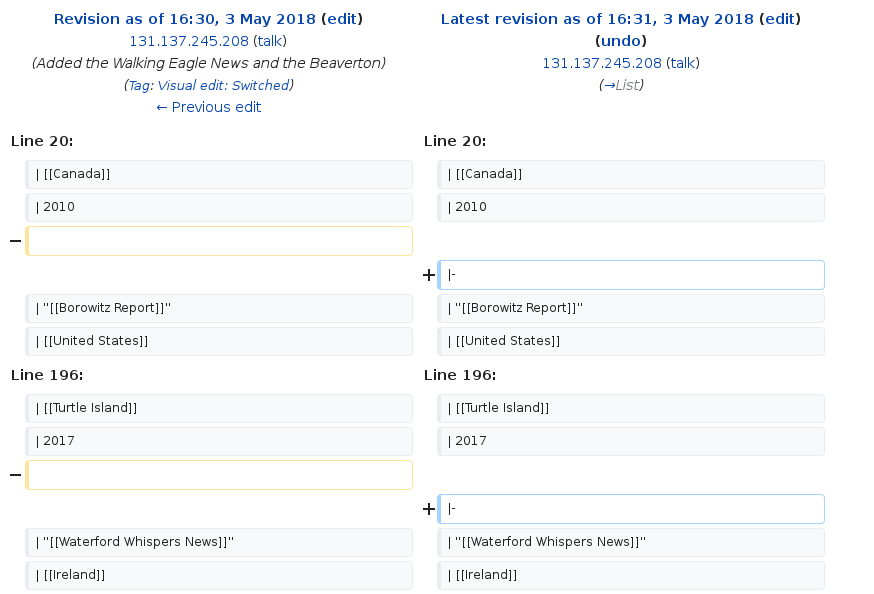 Revision as of 16:30, 3 May 2018 (edit)
131.137.245.208 (talk)
(Added the Walking Eagle News and the Beaverton)
(Tag: Visual edit: Switched)
← Previous edit
Latest revision as of 16:31, 3 May 2018 (edit)
(undo)
131.137.245.208 (talk)
(→List)
Line 20:
Line 20:
| [[Canada]]
| [[Canada]]
| 2010
| 2010
−
+ |-
| "[[Borowitz Report]]"
| "[[Borowitz Report]]"
| [[United States]]
| [[United States]]
Line 196:
Line 196:
| [[Turtle Island]]
| [[Turtle Island]]
| 2017
| 2017
−
+ |-
| "[[Waterford Whispers News]]"
| "[[Waterford Whispers News]]"
| [[Ireland]]
| [[Ireland]]